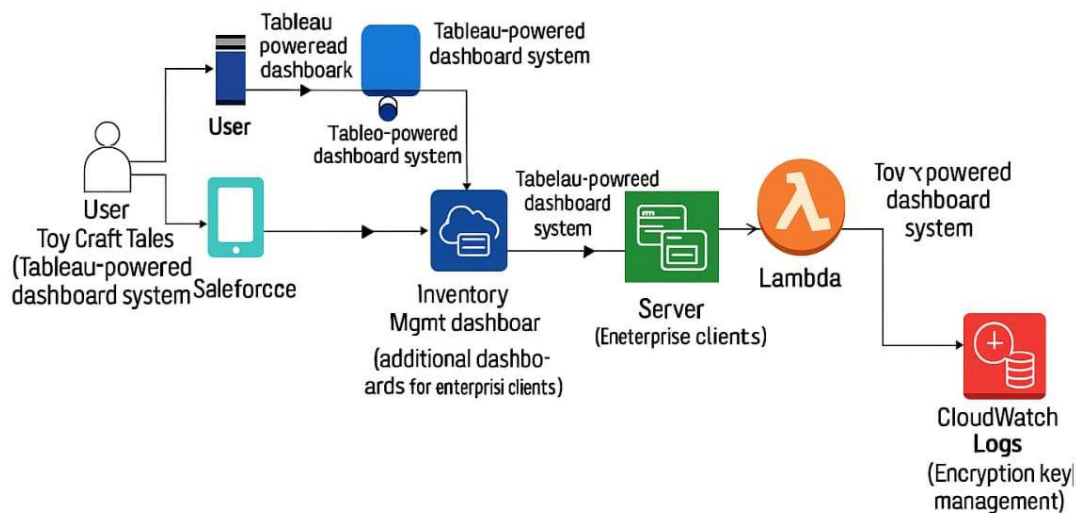 Tableau
poweread
dashboark
Tableau-powered
dashboard system
User
Tableo-powered
dashboard system
User
Toy Craft Tales
(Tableau-powered
dashboard system
Saleforcce
Inventory
Mgmt dashboar
(additional dashbo-
ards for enterprisi clients)
Tabelau-powreed
dashboard
system
Server
(Eneterprise clients)
Lambda
powered
dashboard
system
CloudWatch
Logs
(Encryption key
management)